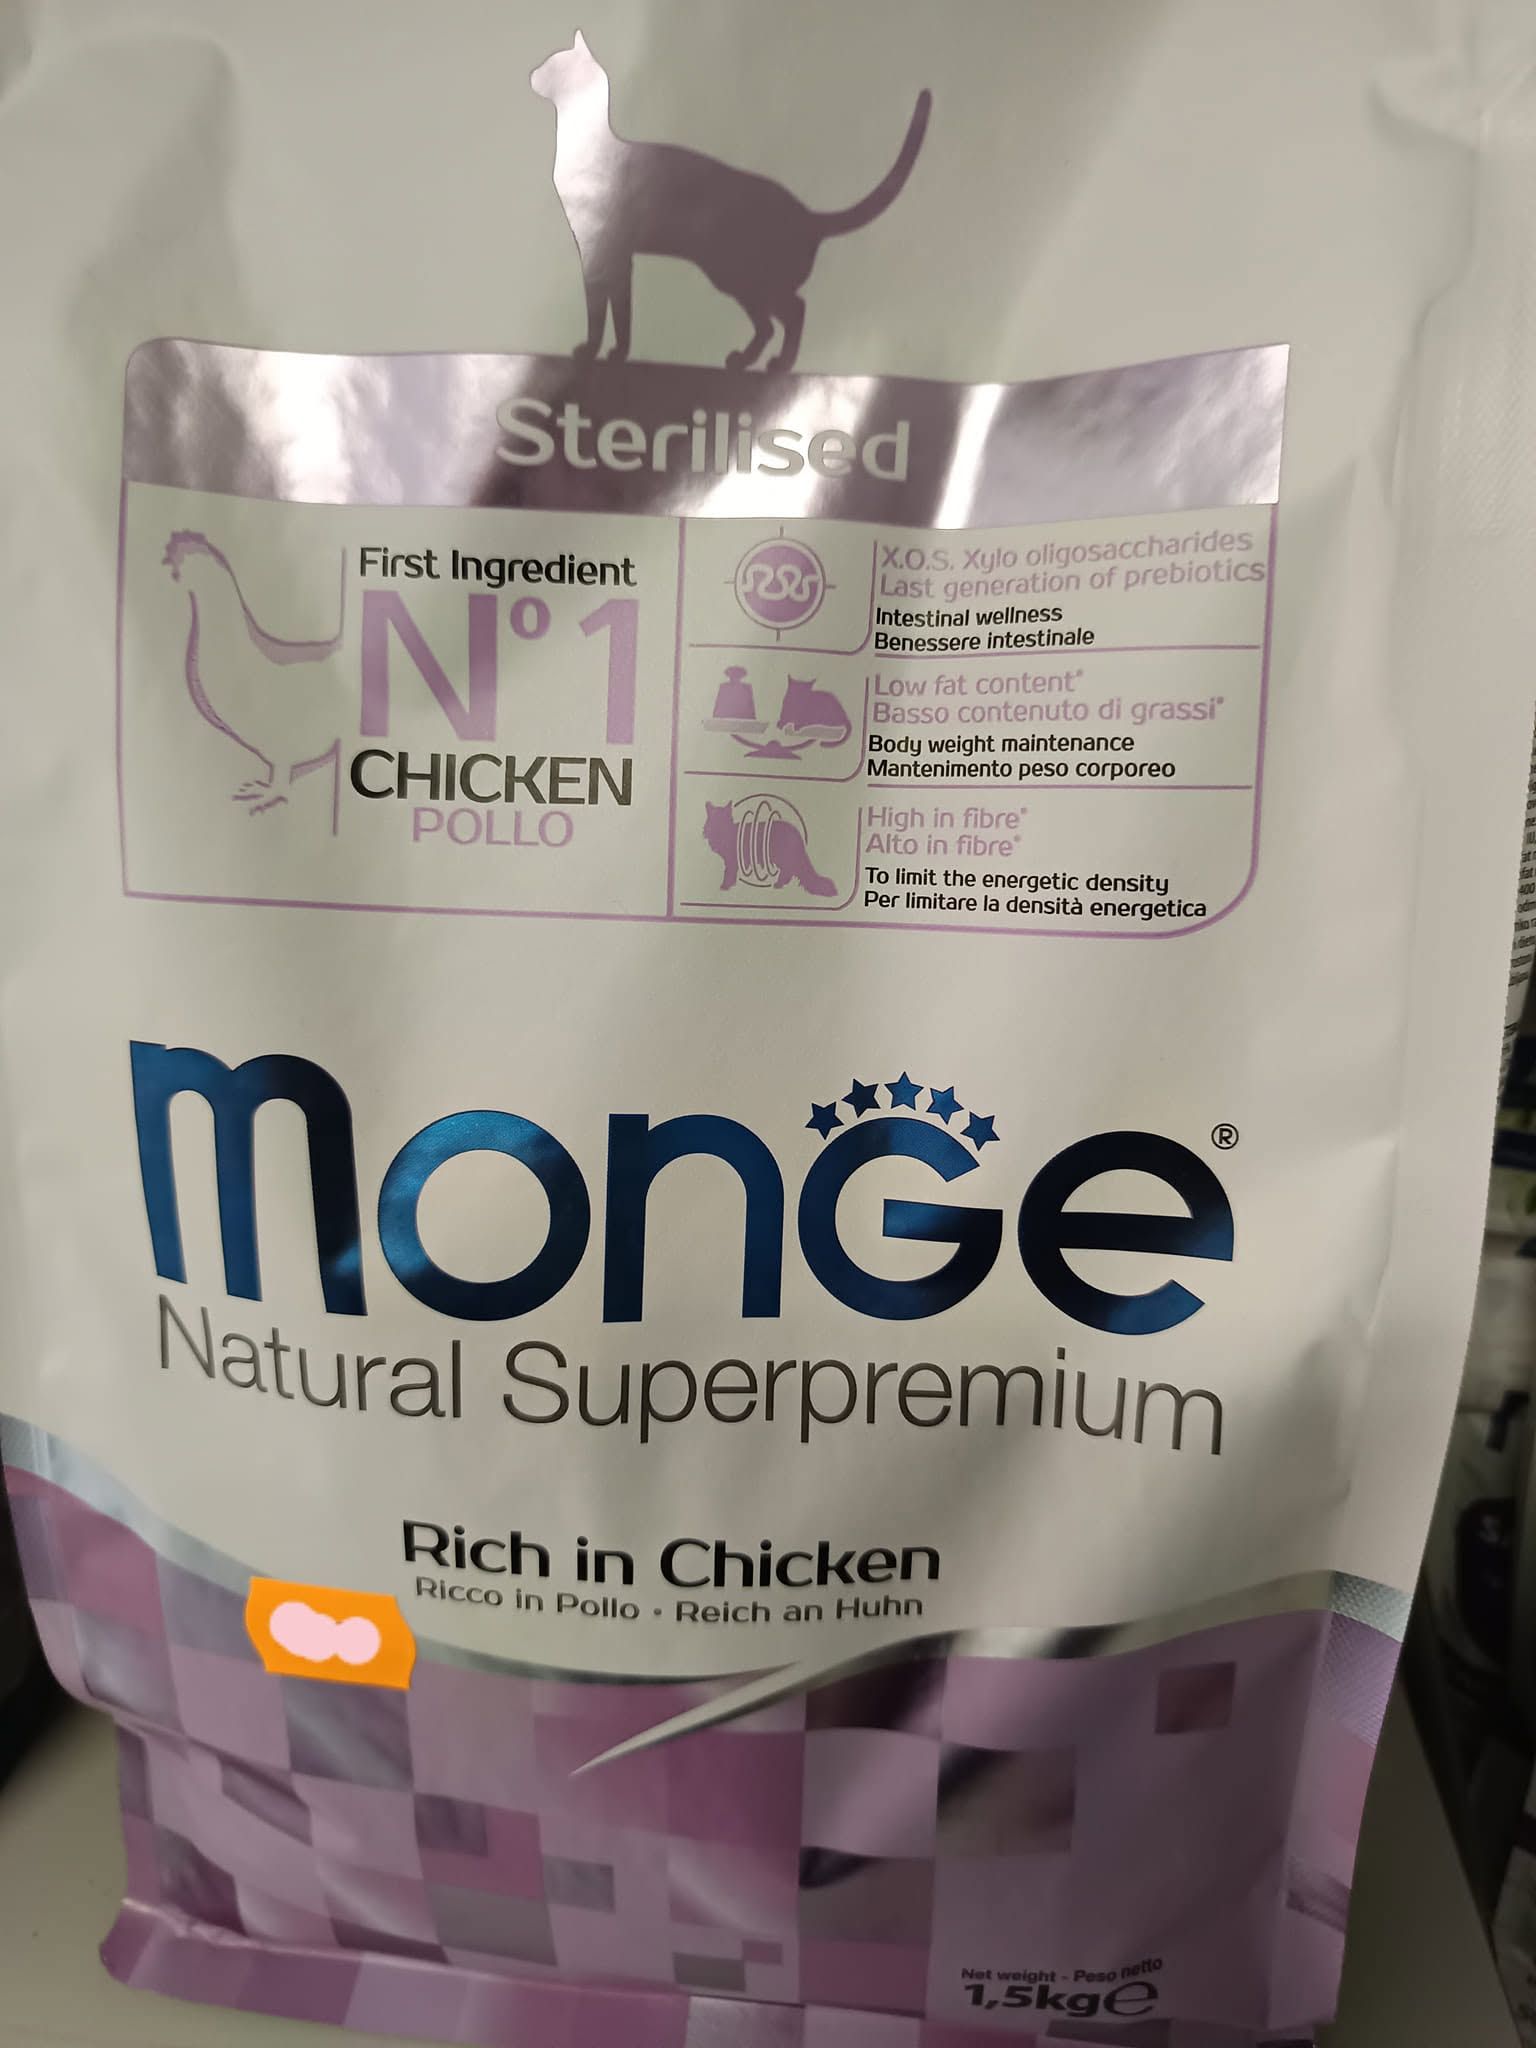 Sterilised
First Ingredient
N°1
CHICKEN
POLLO
X.O.S. Xylo oligosaccharides
Last generation of prebiotics
Intestinal wellness
Benessere intestinale
Low fat content*
Basso contenuto di grassi*
Body weight maintenance
Mantenimento peso corporeo
High in fibre*
Alto in fibre*
To limit the energetic density
Per limitare la densità energetica
monGe®
Natural Superpremium
Rich in Chicken
Ricco in Pollo • Reich an Huhn
Net weight - Peso netto
1,5kg℮